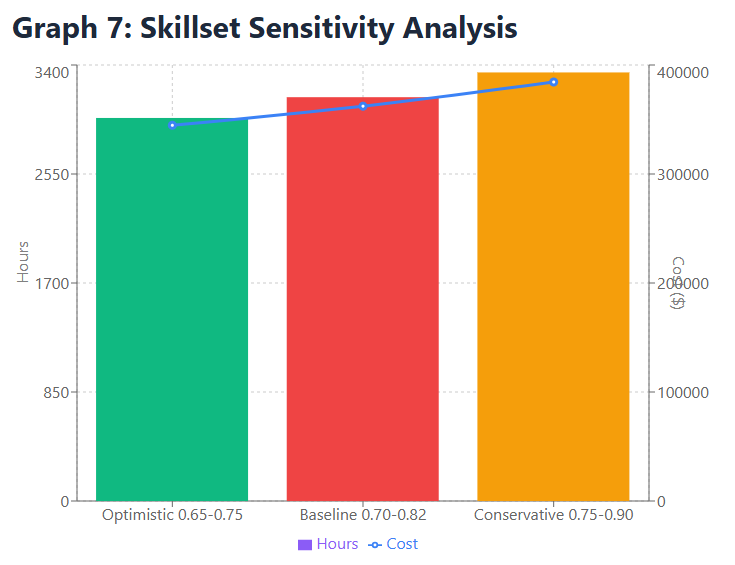 Graph 7: Skillset Sensitivity Analysis
3400
400000
2550
300000
Hours
Cost ($)
1700
200000
850
100000
0
0
Optimistic 0.65-0.75
Baseline 0.70-0.82
Conservative 0.75-0.90
Hours
Cost